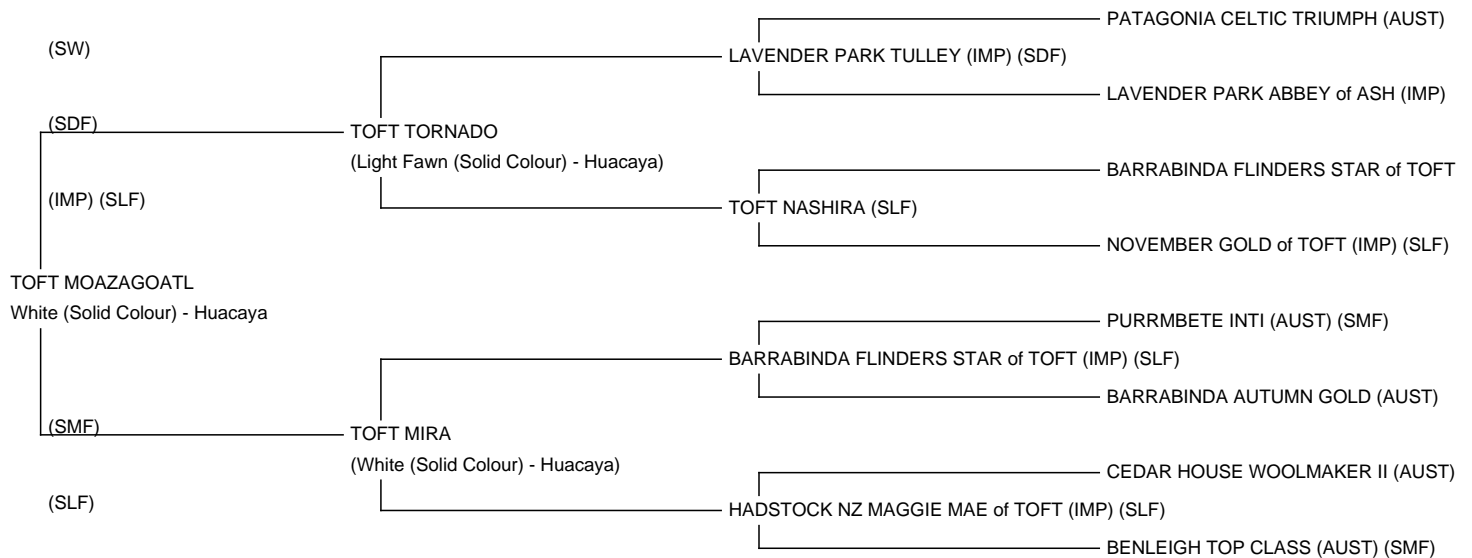 PATAGONIA CELTIC TRIUMPH (AUST)
(SW)
LAVENDER PARK TULLEY (IMP) (SDF)
LAVENDER PARK ABBEY of ASH (IMP)
(SDF)
TOFT TORNADO
(Light Fawn (Solid Colour) - Huacaya)
BARRABINDA FLINDERS STAR of TOFT
(IMP) (SLF)
TOFT NASHIRA (SLF)
NOVEMBER GOLD of TOFT (IMP) (SLF)
TOFT MOAZAGOATL
White (Solid Colour) - Huacaya
PURRMBETE INTI (AUST) (SMF)
BARRABINDA FLINDERS STAR of TOFT (IMP) (SLF)
BARRABINDA AUTUMN GOLD (AUST)
(SMF)
TOFT MIRA
(White (Solid Colour) - Huacaya)
CEDAR HOUSE WOOLMAKER II (AUST)
(SLF)
HADSTOCK NZ MAGGIE MAE of TOFT (IMP) (SLF)
BENLEIGH TOP CLASS (AUST) (SMF)